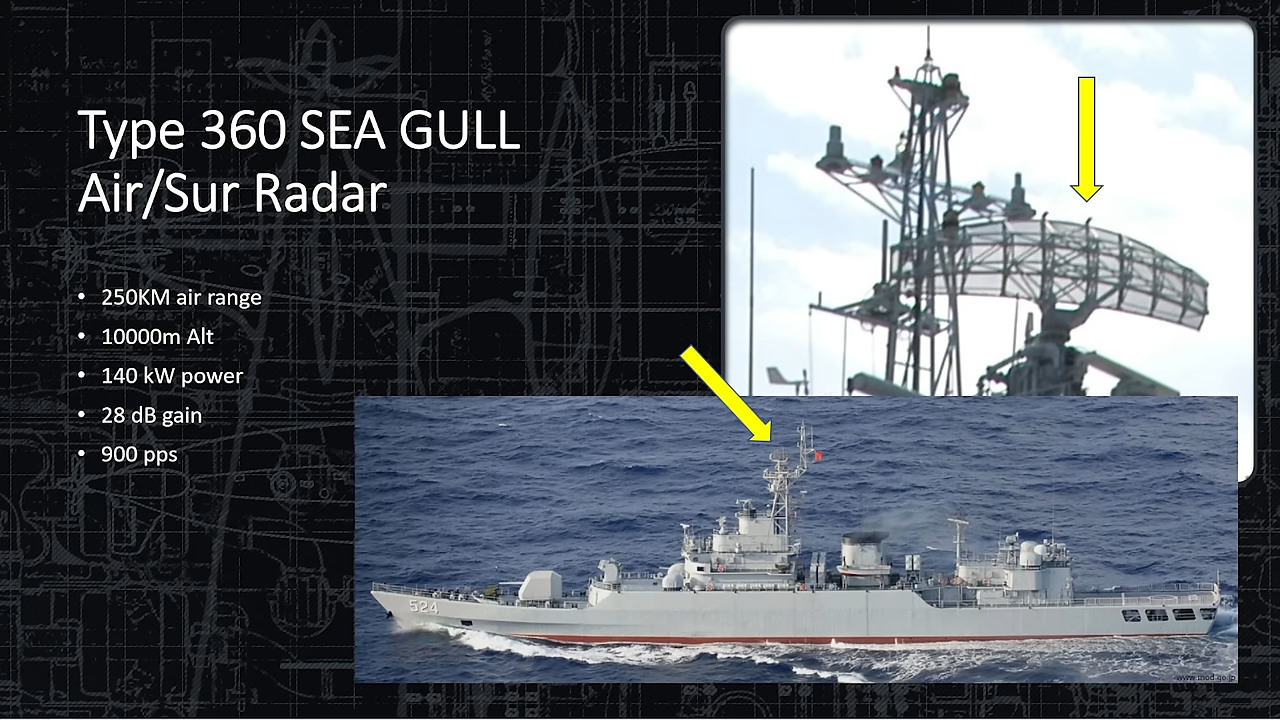 Type 360 SEA GULL
Air/Sur Radar
• 250KM air range
• 10000m Alt
• 140 kW power
• 28 dB gain
• 900 pps
524
www.mod.go.jp